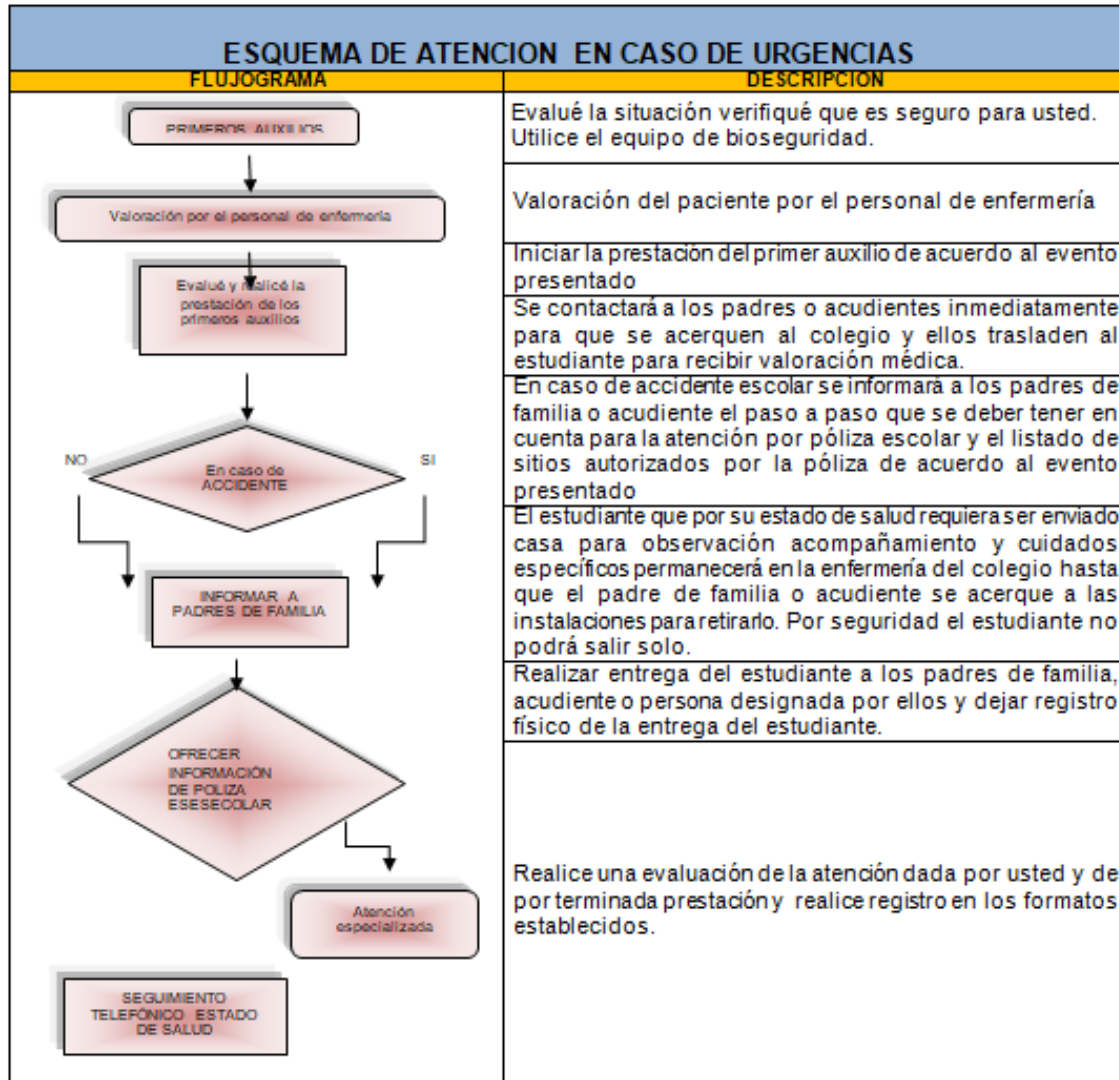 ESQUEMA DE ATENCION EN CASO DE URGENCIAS
FLUJOGRAMA
DESCRIPCION
PRIMEROS AUXILIOS
Evalué la situación verifiqué que es seguro para usted.
Utilice el equipo de bioseguridad.
Valoración por el personal de enfermería
Valoración del paciente por el personal de enfermería
Evalué y realicé la
prestación de los
primeros auxilios
Iniciar la prestación del primer auxilio de acuerdo al evento
presentado
Se contactará a los padres o acudientes inmediatamente
para que se acerquen al colegio y ellos trasladen al
estudiante para recibir valoración médica.
NO
En caso de
ACCIDENTE
SI
En caso de accidente escolar se informará a los padres de
familia o acudiente el paso a paso que se deber tener en
cuenta para la atención por póliza escolar y el listado de
sitios autorizados por la póliza de acuerdo al evento
presentado
INFORMAR A
PADRES DE FAMILIA
El estudiante que por su estado de salud requiera ser enviado
casa para observación acompañamiento y cuidados
específicos permanecerá en la enfermería del colegio hasta
que el padre de familia o acudiente se acerque a las
instalaciones para retirarlo. Por seguridad el estudiante no
podrá salir solo.
Realizar entrega del estudiante a los padres de familia,
acudiente o persona designada por ellos y dejar registro
físico de la entrega del estudiante.
OFRECER
INFORMACIÓN
DE POLIZA
ESESECOLAR
Atención
especializada
Realice una evaluación de la atención dada por usted y de
por terminada prestación y realice registro en los formatos
establecidos.
SEGUIMIENTO
TELEFÓNICO ESTADO
DE SALUD